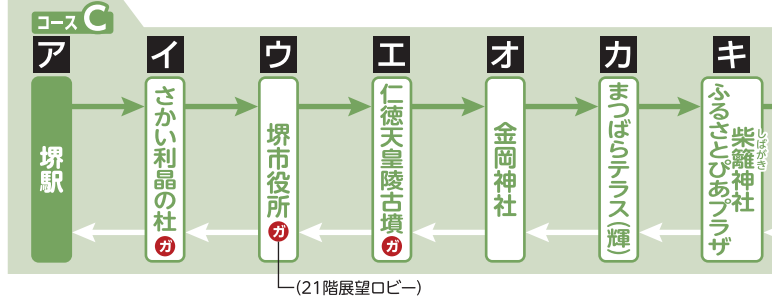 コースC
ア
堺駅
イ
さかい利晶の杜
ガ
ウ
堺市役所
ガ
(21階展望ロビー)
エ
仁徳天皇陵古墳
ガ
オ
金岡神社
カ
まつばらテラス(輝)
キ
柴籬神社
しばがき
ふるさとぴあプラザ